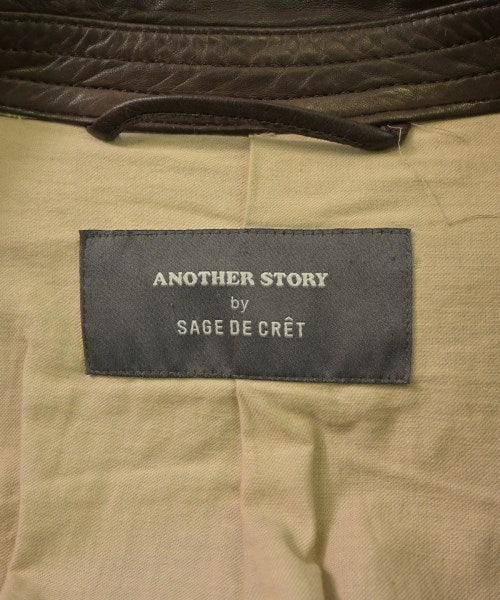 ANOTHER STORY
by
SAGE DE CRÊT